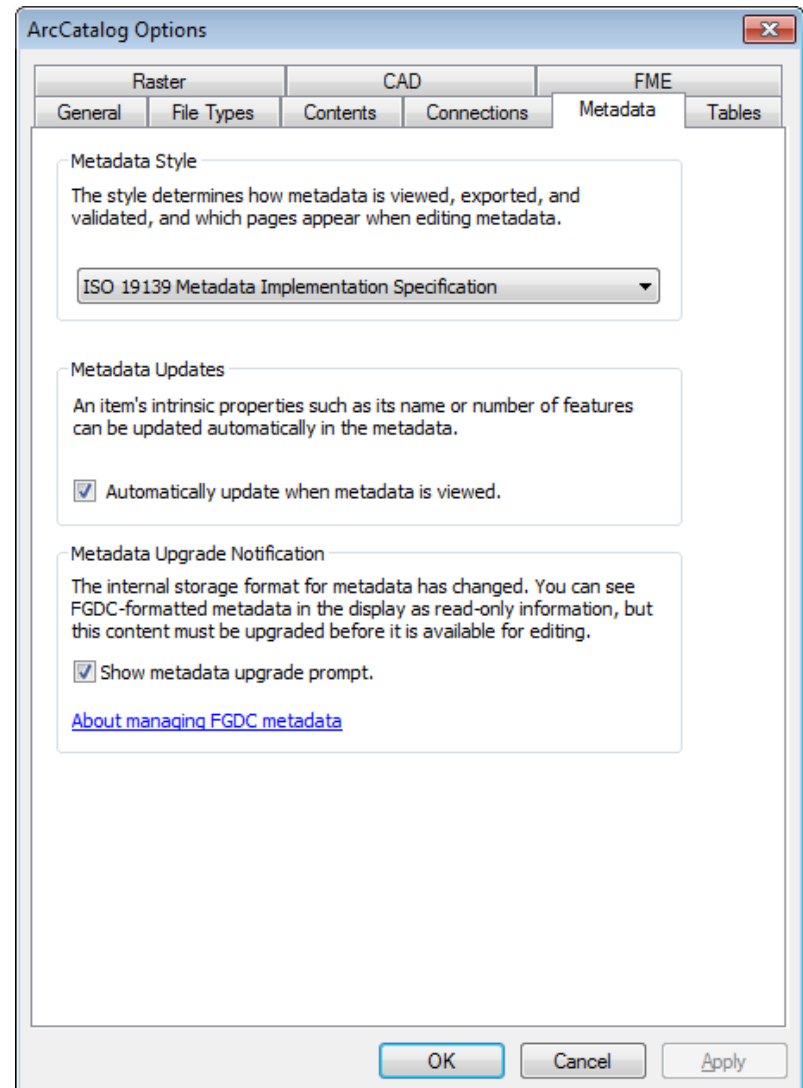 ArcCatalog Options
Raster CAD FME
General File Types Contents Connections Metadata Tables
Metadata Style
The style determines how metadata is viewed, exported, and
validated, and which pages appear when editing metadata.
ISO 19139 Metadata Implementation Specification
Metadata Updates
An item's intrinsic properties such as its name or number of features
can be updated automatically in the metadata.
Automatically update when metadata is viewed.
Metadata Upgrade Notification
The internal storage format for metadata has changed. You can see
FGDC-formatted metadata in the display as read-only information, but
this content must be upgraded before it is available for editing.
Show metadata upgrade prompt.
About managing FGDC metadata
OK Cancel Apply